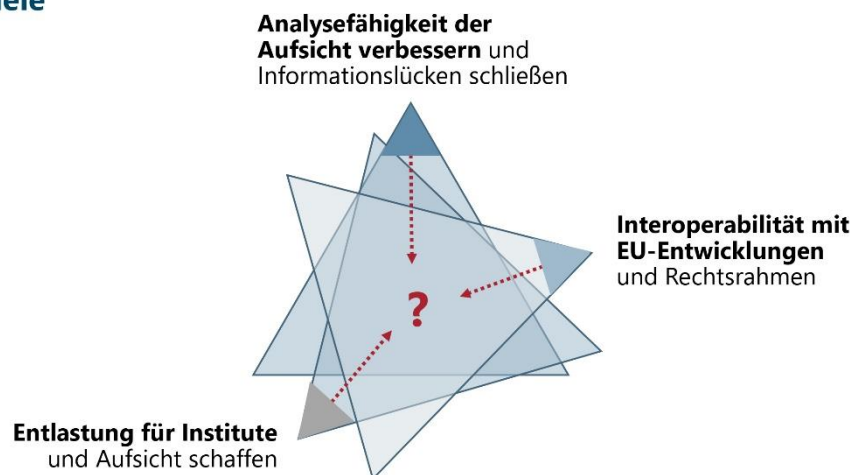 Analysefähigkeit der
Aufsicht verbessern und
Informationslücken schließen
Interoperabilität mit
EU-Entwicklungen
und Rechtsrahmen
?
Entlastung für Institute
und Aufsicht schaffen